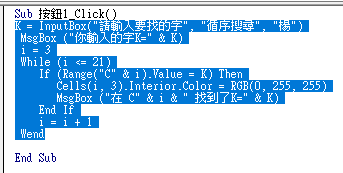 Sub 按鈕1_Click()
K = InputBox("請輸入要找的字", "循序搜尋", "楊")
MsgBox ("你輸入的字K=" & K)
i = 3
While (i <= 21)
If (Range("C" & i).Value = K) Then
Cells(i, 3).Interior.Color = RGB(0, 255, 255)
MsgBox ("在 C" & i & " 找到了K=" & K)
End If
i = i + 1
Wend
End Sub